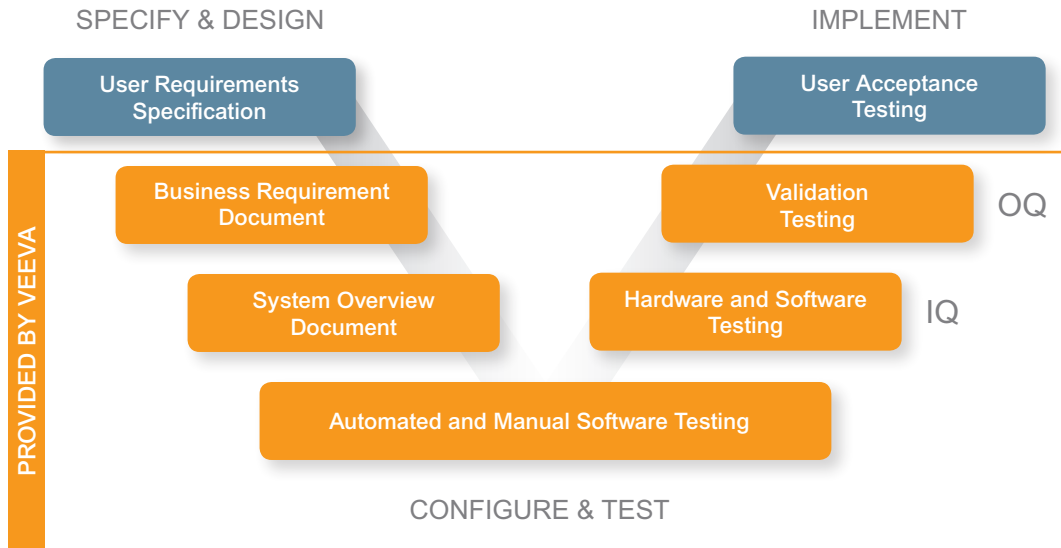 SPECIFY & DESIGN
IMPLEMENT
User Requirements
Specification
User Acceptance
Testing
PROVIDED BY VEEVA
Business Requirement
Document
Validation
Testing
OQ
System Overview
Document
Hardware and Software
Testing
IQ
Automated and Manual Software Testing
CONFIGURE & TEST